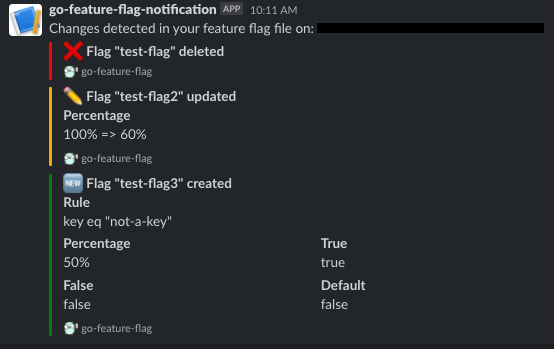 go-feature-flag-notification APP 10:11 AM
Changes detected in your feature flag file on:
Flag "test-flag" deleted
go-feature-flag
Flag "test-flag2" updated
Percentage
100% => 60%
go-feature-flag
NEW Flag "test-flag3" created
Rule
key eq "not-a-key"
Percentage True
50% true
False Default
false false
go-feature-flag